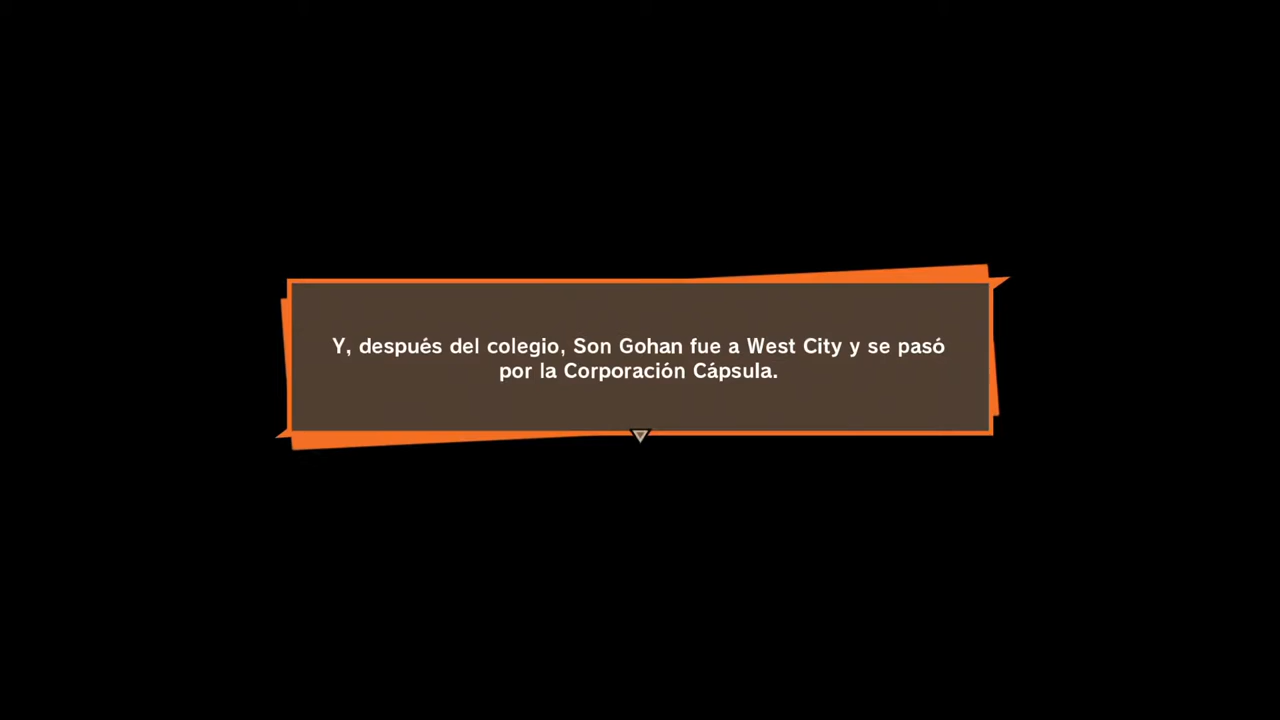 Y, después del colegio, Son Gohan fue a West City y se pasó
por la Corporación Cápsula.